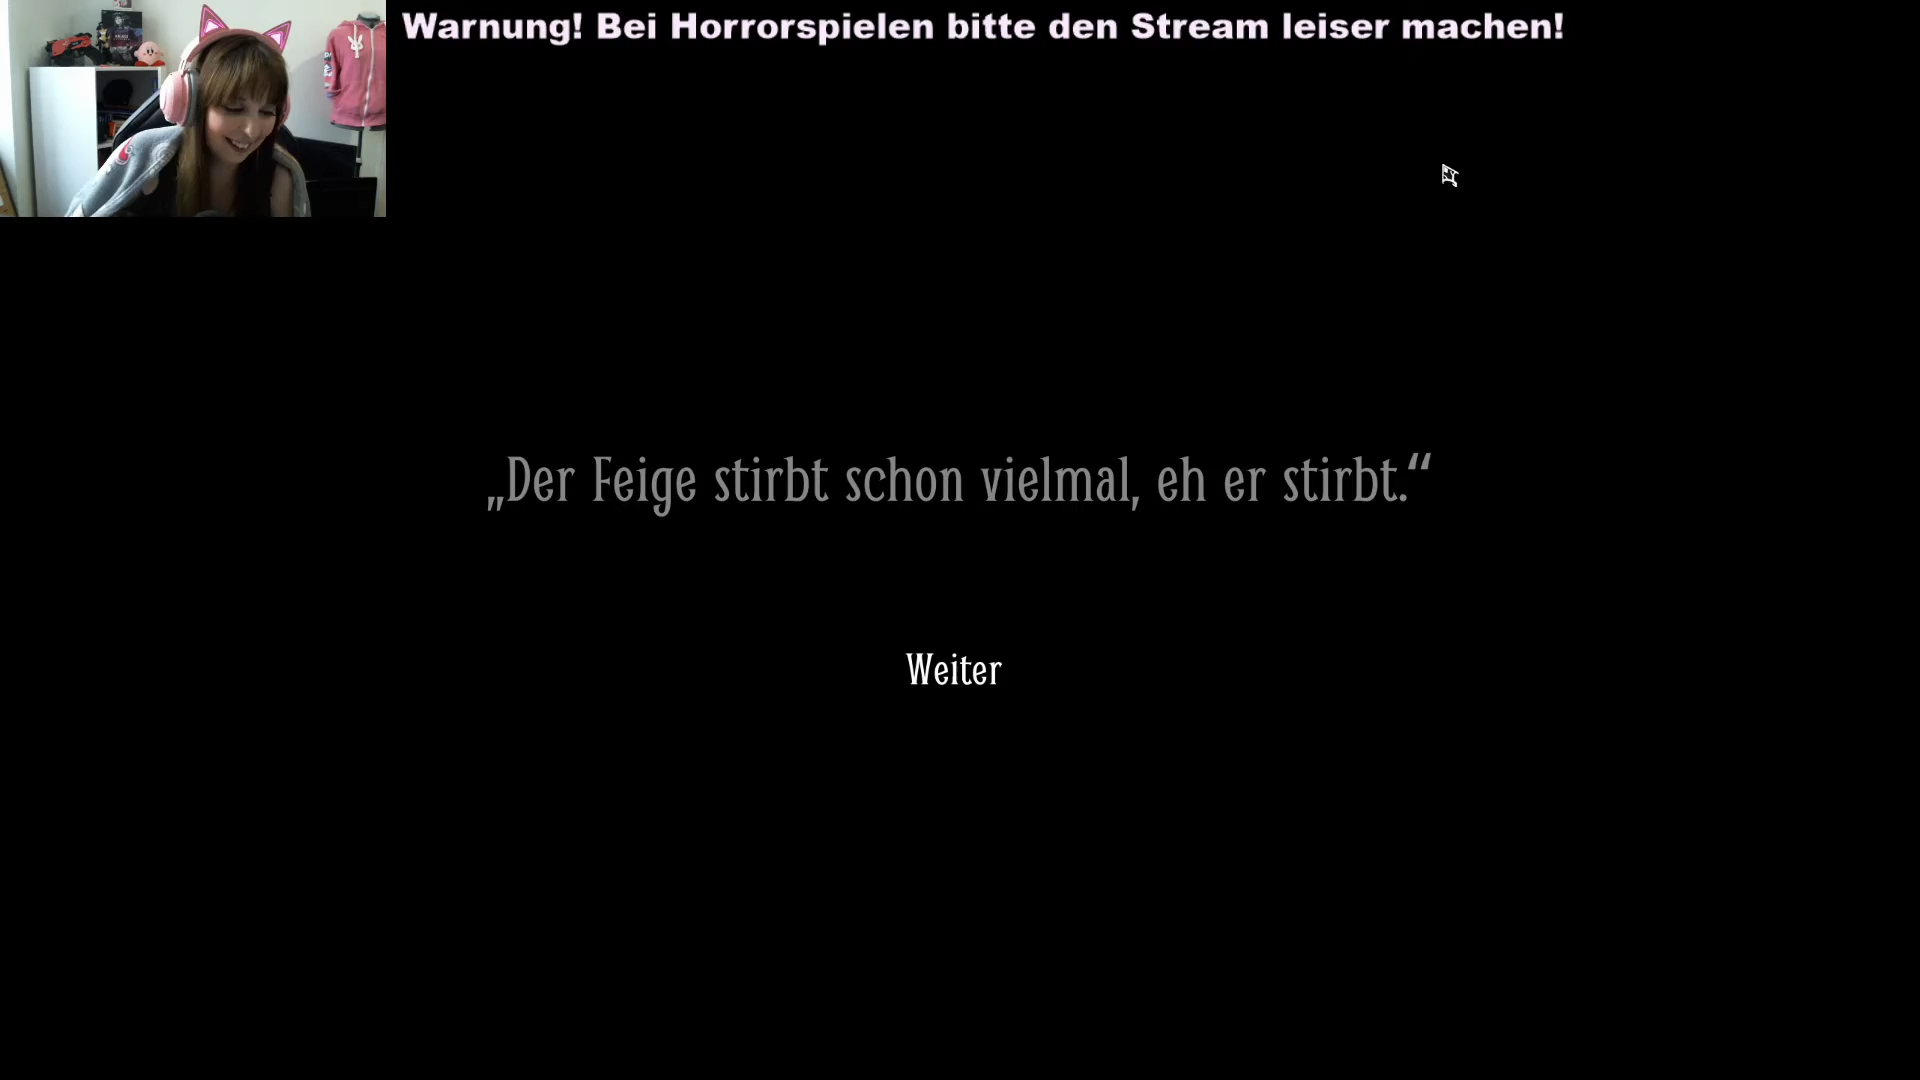 Warnung! Bei Horrorspielen bitte den Stream leiser machen!
„Der Feige stirbt schon vielmal, eh er stirbt.“
Weiter